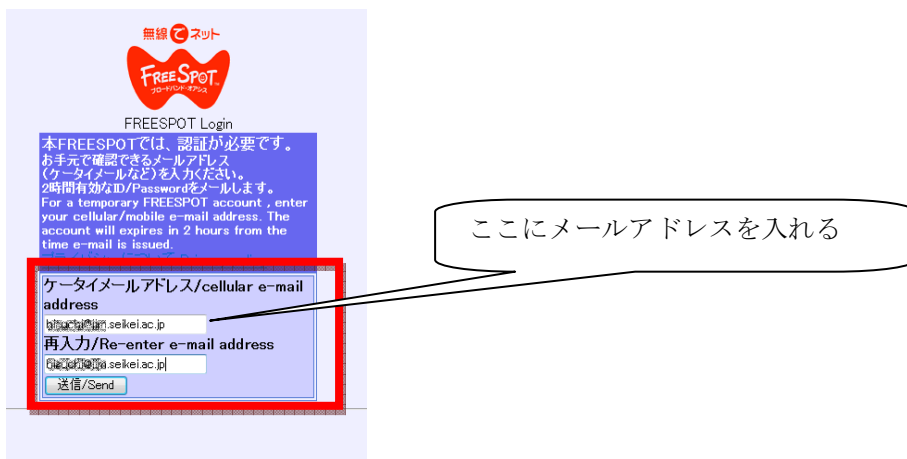 無線でネット
FREESPOT
ブロードバンド・オアシス
FREESPOT Login
本FREESPOTでは、認証が必要です。
お手元で確認できるメールアドレス
(ケータイメールなど)を入力ください。
2時間有効なID/Passwordをメールします。
For a temporary FREESPOT account , enter
your cellular/mobile e-mail address. The
account will expires in 2 hours from the
time e-mail is issued.
ケータイメールアドレス/cellular e-mail
address
.seikei.ac.jp
再入力/Re-enter e-mail address
.seikei.ac.jp
送信/Send
ここにメールアドレスを入れる